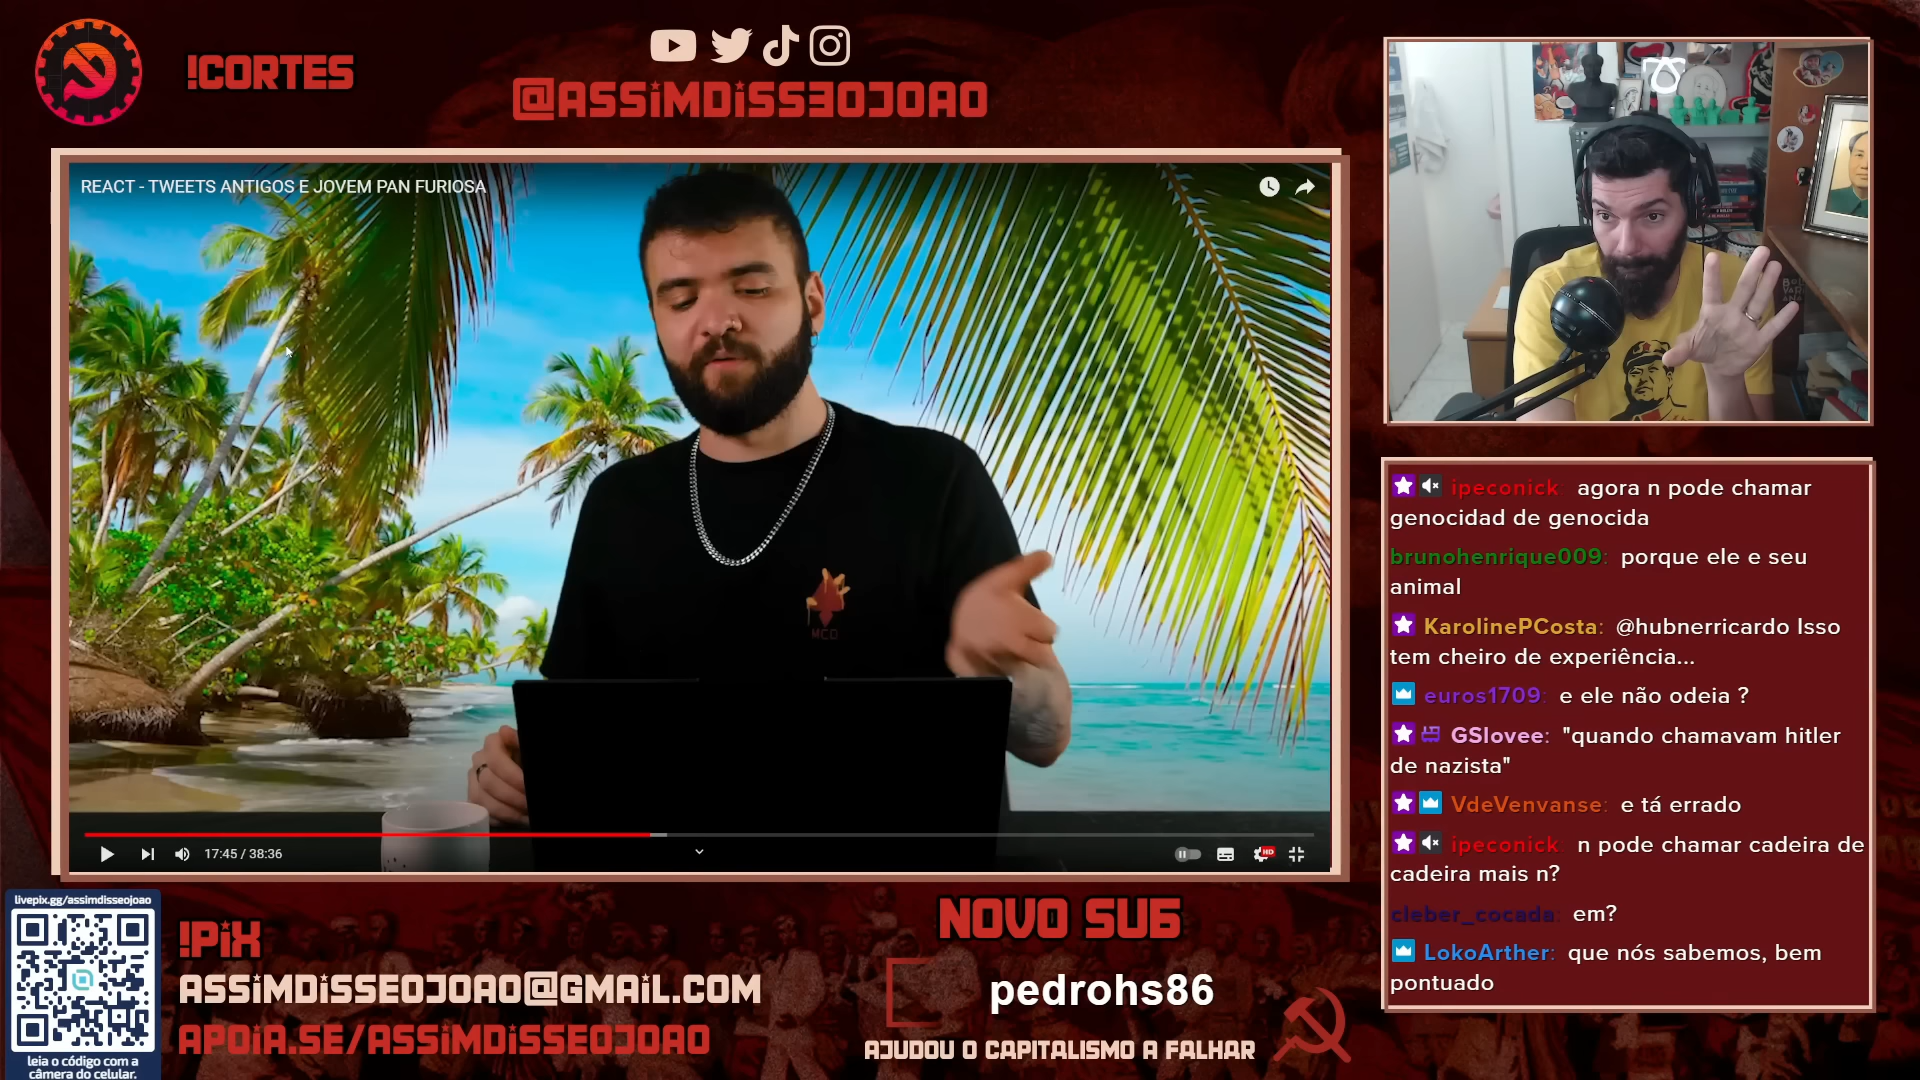 !CORTES
@ASSIMDISSEOJOAO
REACT - TWEETS ANTIGOS E JOVEM PAN FURIOSA
MCD
17:45 / 38:36
HD
ipeconick: agora n pode chamar
genocidad de genocida
brunohenrique009: porque ele e seu
animal
KarolinePCosta: @hubnerricardo Isso
tem cheiro de experiência...
euros1709: e ele não odeia ?
GSlovee: "quando chamavam hitler
de nazista"
VdeVenvanse: e tá errado
ipeconick: n pode chamar cadeira de
cadeira mais n?
cleber_cocada: em?
LokoArther: que nós sabemos, bem
pontuado
livepix.gg/assimdisseojoao
leia o código com a
câmera do celular.
!PIX
ASSIMDISSEOJOAO@GMAIL.COM
APOIA.SE/ASSIMDISSEOJOAO
NOVO SUB
pedrohs86
AJUDOU O CAPITALISMO A FALHAR